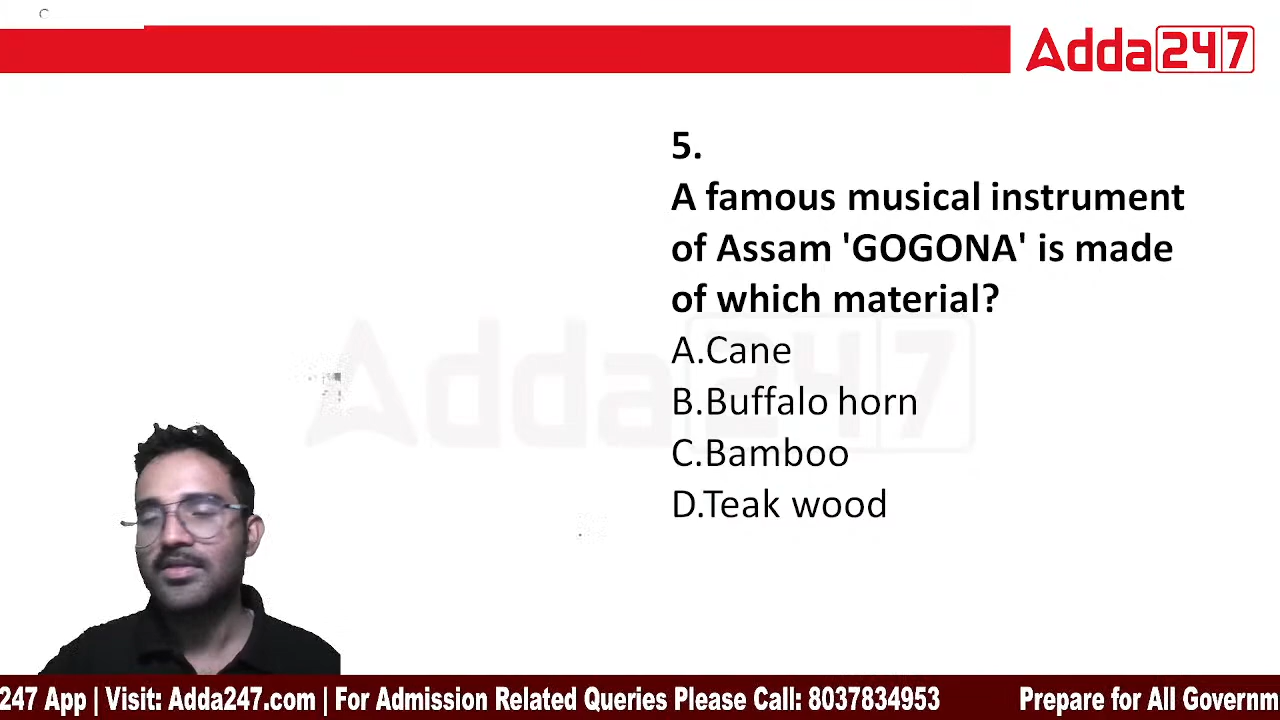 Adda247
5.
A famous musical instrument
of Assam 'GOGONA' is made
of which material?
A.Cane
B.Buffalo horn
C.Bamboo
D.Teak wood
Adda247
247 App | Visit: Adda247.com | For Admission Related Queries Please Call: 8037834953 Prepare for All Governm